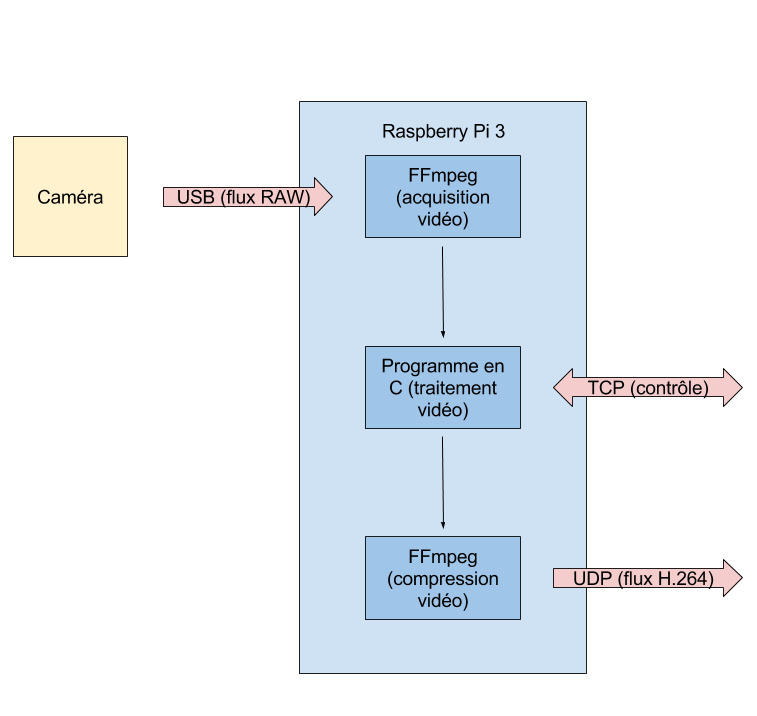 Raspberry Pi 3
Caméra
USB (flux RAW)
FFmpeg
(acquisition
vidéo)
Programme en
C (traitement
vidéo)
TCP (contrôle)
FFmpeg
(compression
vidéo)
UDP (flux H.264)